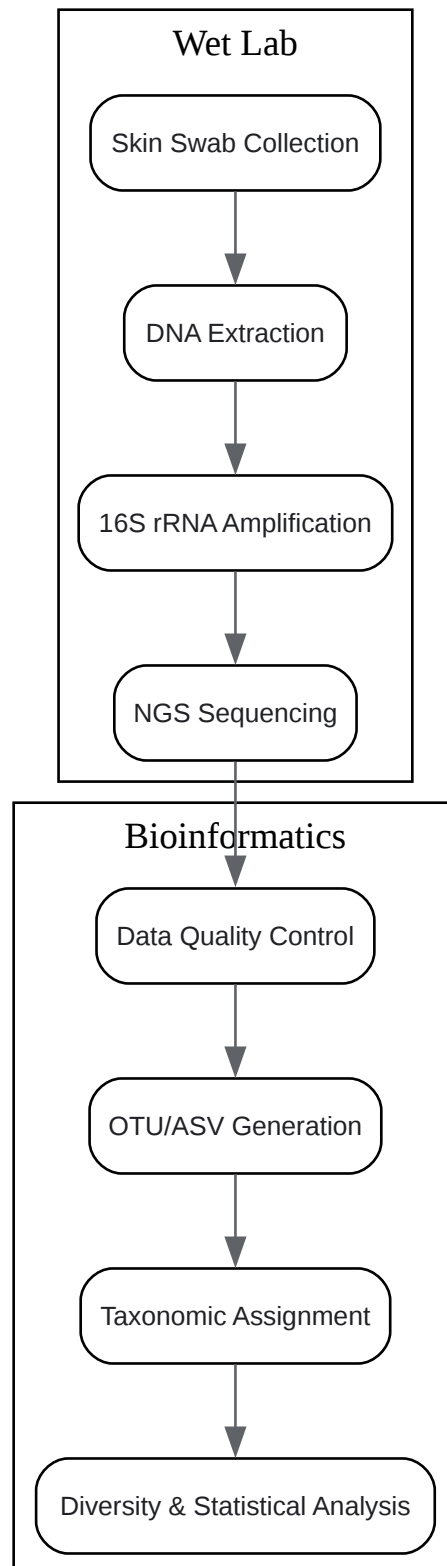 Wet Lab
Skin Swab Collection
DNA Extraction
16S rRNA Amplification
NGS Sequencing
Bioinformatics
Data Quality Control
OTU/ASV Generation
Taxonomic Assignment
Diversity & Statistical Analysis